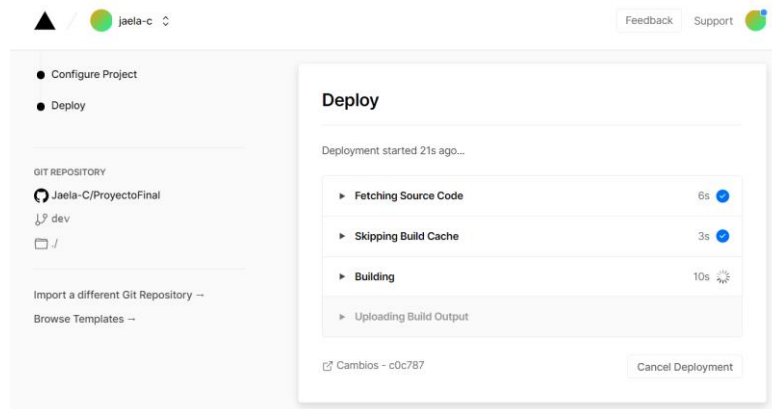 jaela-c
Feedback
Support
Configure Project
Deploy
GIT REPOSITORY
Jaela-C/ProyectoFinal
dev
./
Import a different Git Repository →
Browse Templates →
Deploy
Deployment started 21s ago...
Fetching Source Code 6s
Skipping Build Cache 3s
Building 10s
Uploading Build Output
Cambios - c0c787
Cancel Deployment